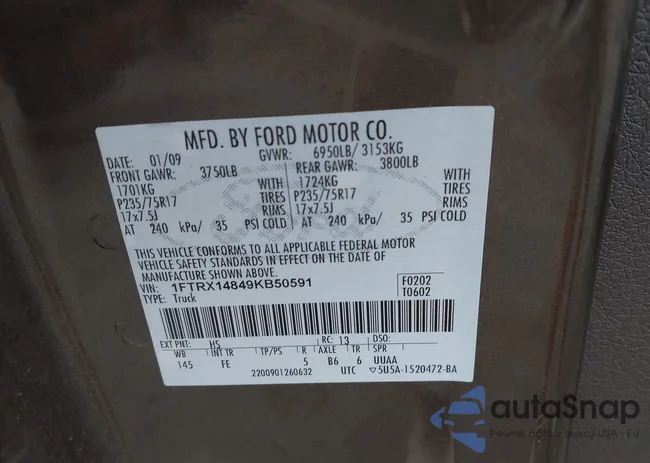 MFD. BY FORD MOTOR CO.
DATE: 01/09 GVWR: 6950LB/ 3153KG
FRONT GAWR: 3750LB REAR GAWR: 3800LB
1701KG WITH 1724KG WITH
P235/75R17 TIRES P235/75R17 TIRES
17x7.5J RIMS 17x7.5J RIMS
AT 240 kPa/ 35 PSI COLD AT 240 kPa/ 35 PSI COLD
THIS VEHICLE CONFORMS TO ALL APPLICABLE FEDERAL MOTOR
VEHICLE SAFETY STANDARDS IN EFFECT ON THE DATE OF
MANUFACTURE SHOWN ABOVE.
VIN: 1FTRX14849KB50591
TYPE: Truck
F0202
T0602
EXT PNT: HS RC: 13 DSO:
WB INT TR TP/PS R AXLE TR SPR
145 FE 5 B6 6 UUAA
2200901260632 UTC ▽5U5A-1520472-BA
autoSnap
Pewne auto i aukcji USA - EU